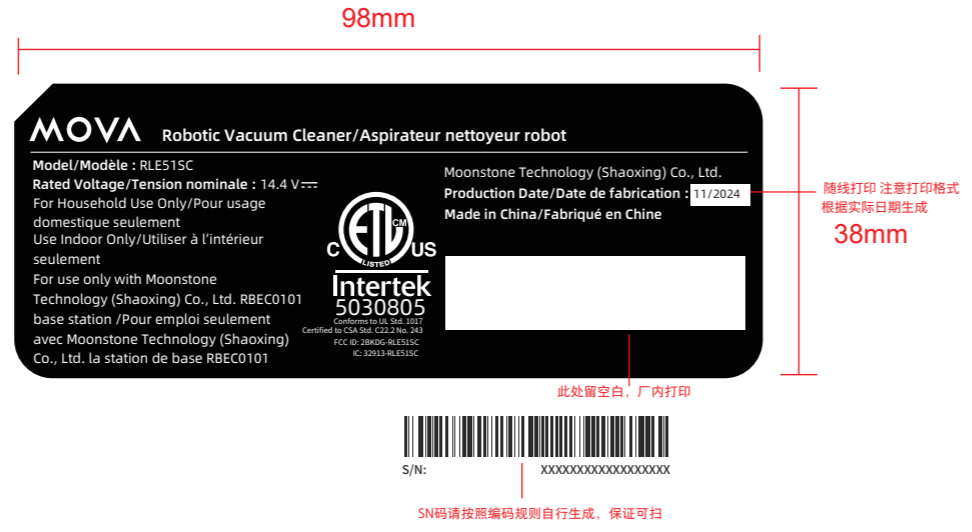 98mm
MOVA Robotic Vacuum Cleaner/Aspirateur nettoyeur robot
Model/Modèle : RLE51SC
Rated Voltage/Tension nominale : 14.4 V
For Household Use Only/Pour usage
domestique seulement
Use Indoor Only/Utiliser à l'intérieur
seulement
For use only with Moonstone
Technology (Shaoxing) Co., Ltd. RBEC0101
base station /Pour emploi seulement
avec Moonstone Technology (Shaoxing)
Co., Ltd. la station de base RBEC0101
ETL CM
C US
LISTED
Intertek
5030805
Conforms to UL Std. 1017
Certified to CSA Std. C22.2 No. 243
FCC ID: 2BKDG-RLE51SC
IC: 32913-RLE51SC
Moonstone Technology (Shaoxing) Co., Ltd.
Production Date/Date de fabrication : 11/2024
Made in China/Fabriqué en Chine
随线打印 注意打印格式
根据实际日期生成
38mm
此处留空白，厂内打印
S/N: XXXXXXXXXXXXXXXXXXX
SN码请按照编码规则自行生成，保证可扫